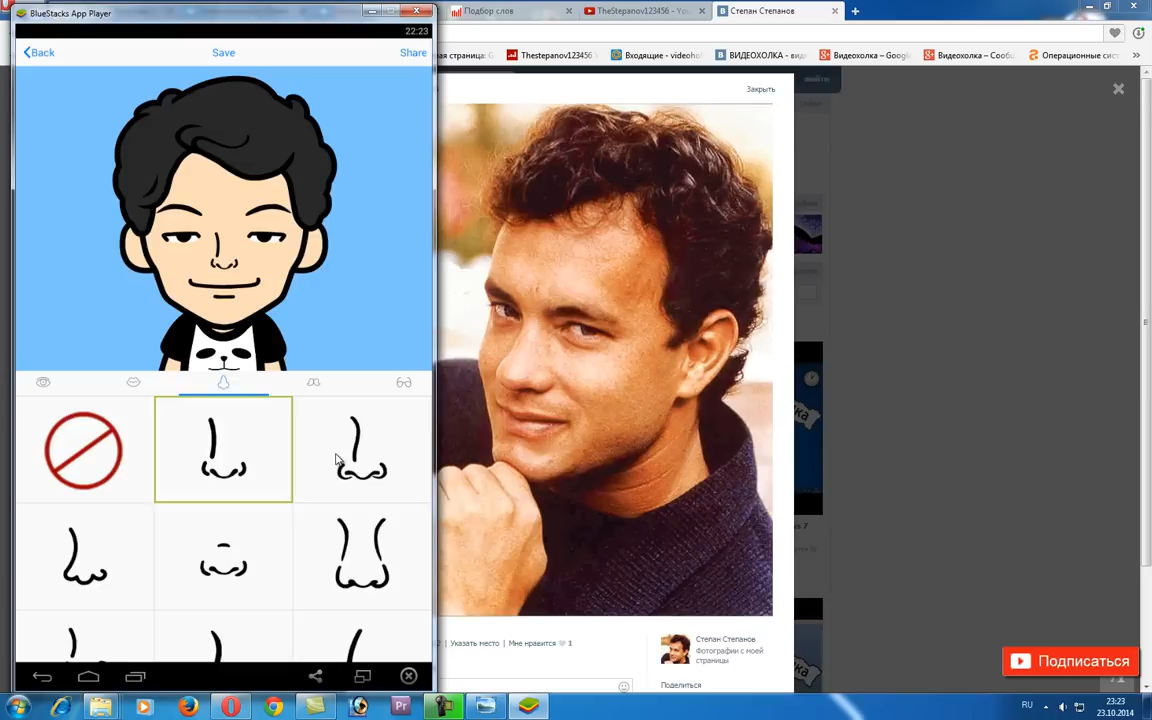 BlueStacks App Player
22:23
Back
Save
Share
Подбор слов
TheStepanov123456 - You
Степан Степанов
Thestepanov123456
Входящие - videoho
ВИДЕОХОЛКА - вид
Видеохолка – Google
Видеохолка – Сооб
Операционные сис
Закрыть
Указать место | Мне нравится 1
Степан Степанов
Фотографии с моей
страницы
Поделиться
Подписаться
RU
23:23
23.10.2014